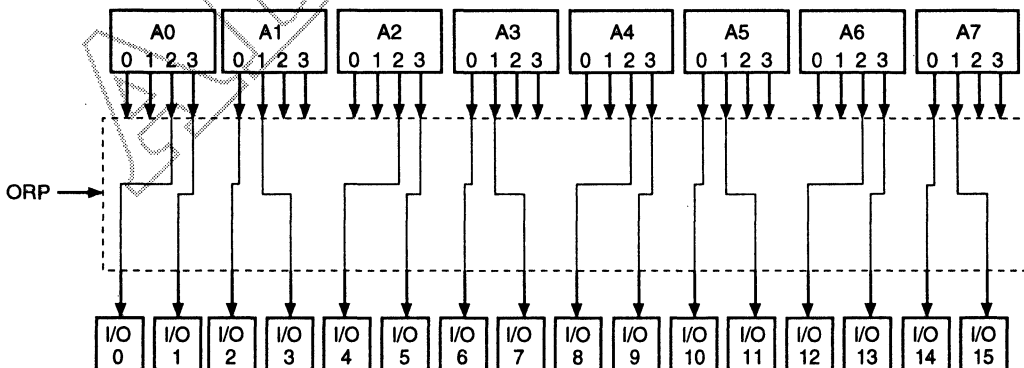 A0 A1 A2 A3 A4 A5 A6 A7
0 1 2 3 0 1 2 3 0 1 2 3 0 1 2 3 0 1 2 3 0 1 2 3 0 1 2 3 0 1 2 3
ORP
I/O I/O I/O I/O I/O I/O I/O I/O I/O I/O I/O I/O I/O I/O I/O I/O
0 1 2 3 4 5 6 7 8 9 10 11 12 13 14 15